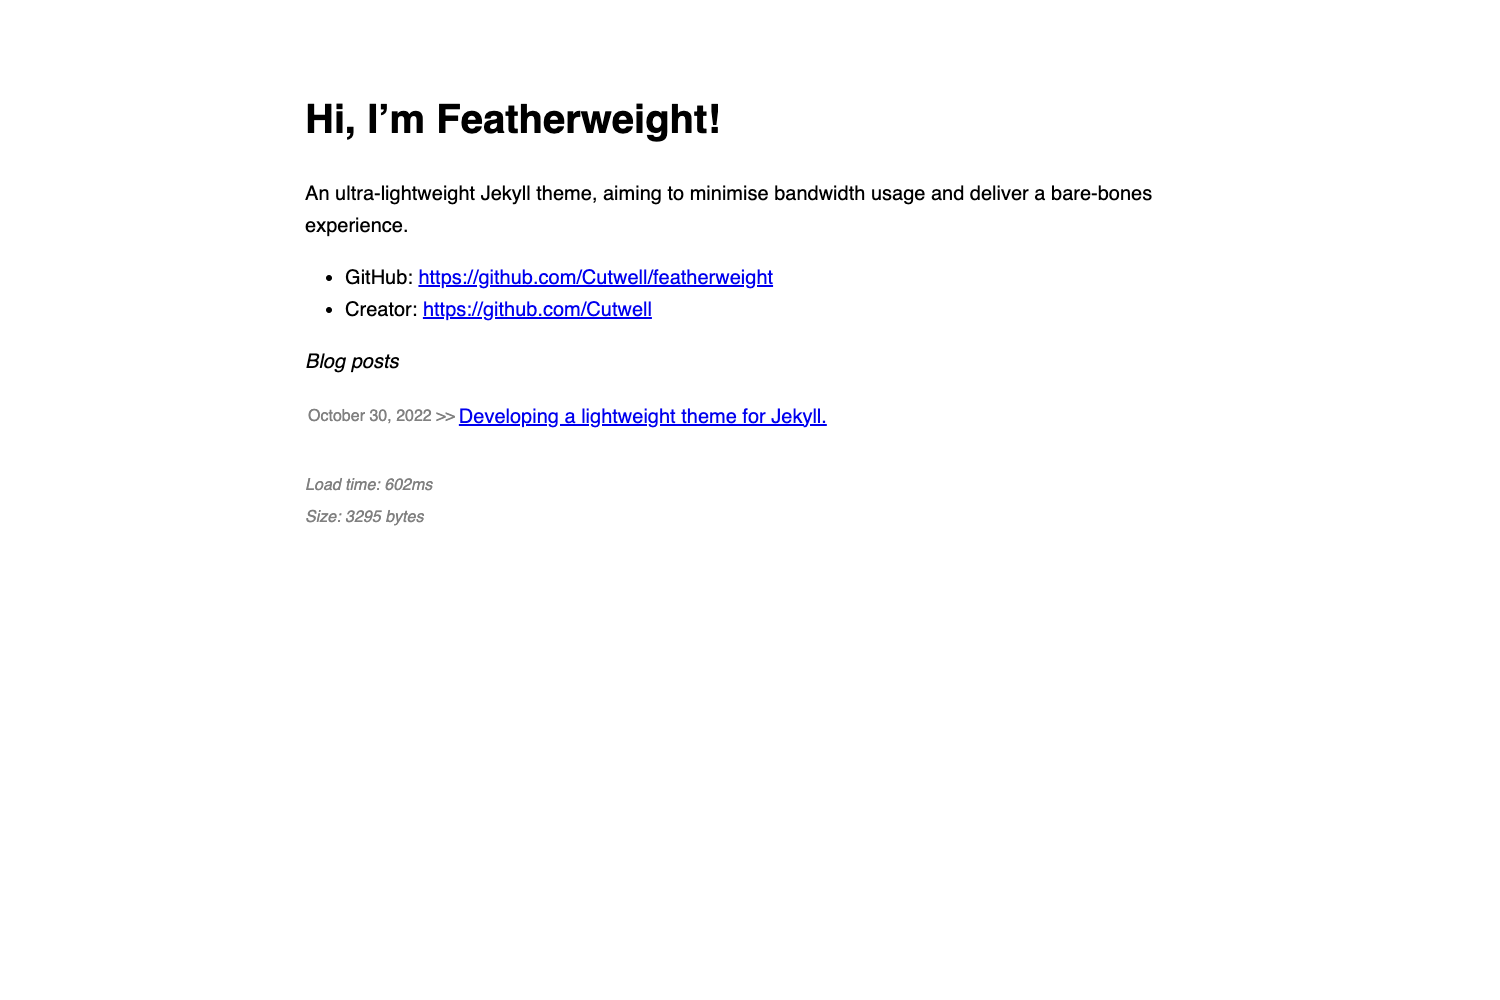 Hi, I’m Featherweight!
An ultra-lightweight Jekyll theme, aiming to minimise bandwidth usage and deliver a bare-bones
experience.
• GitHub: https://github.com/Cutwell/featherweight
• Creator: https://github.com/Cutwell
Blog posts
October 30, 2022 >> Developing a lightweight theme for Jekyll.
Load time: 602ms
Size: 3295 bytes